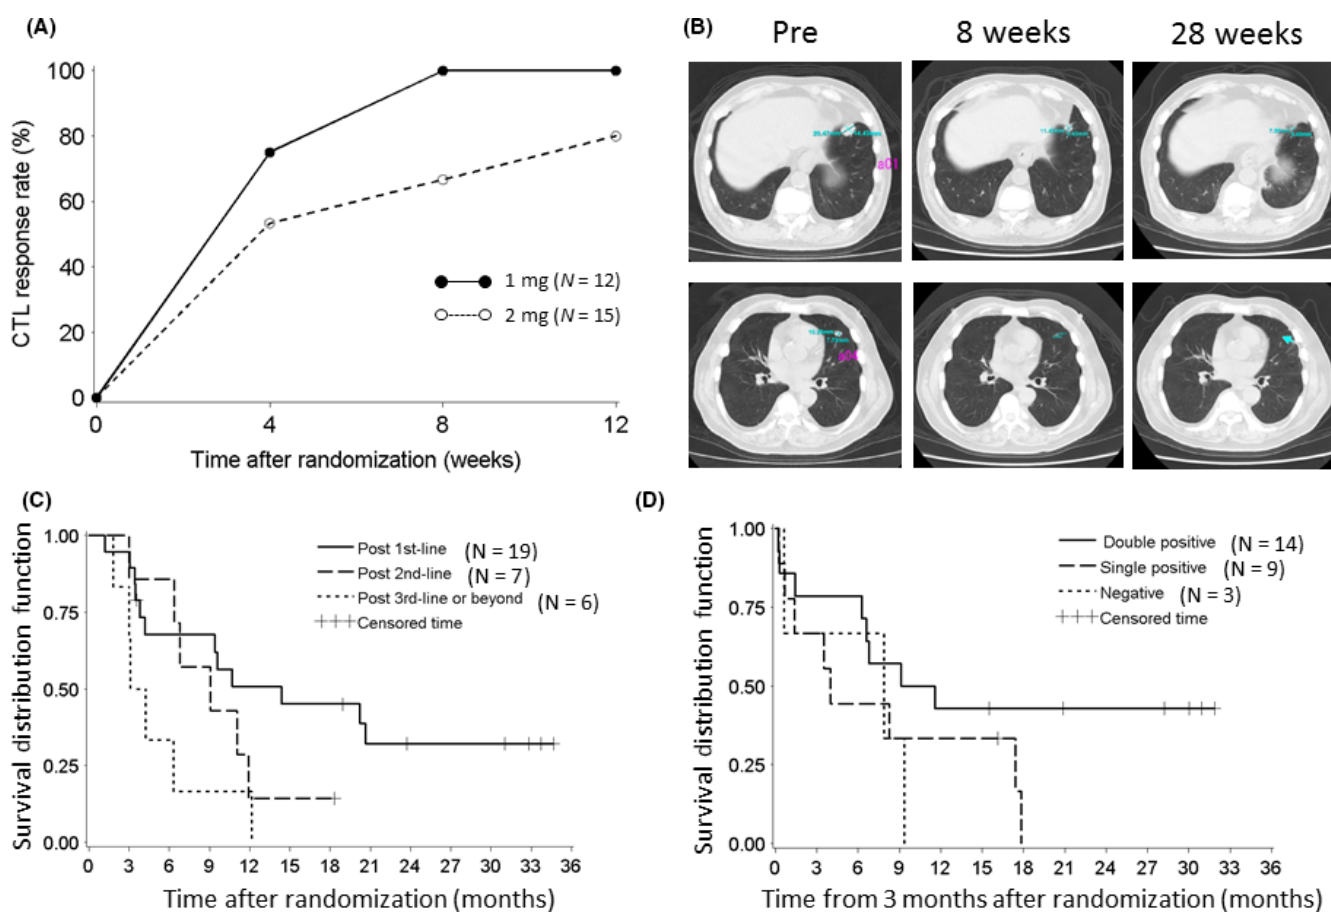 (A)
CTL response rate (%)
100
80
60
40
20
0
1 mg (N = 12)
2 mg (N = 15)
0 4 8 12
Time after randomization (weeks)
(B)
Pre 8 weeks 28 weeks
a01
(C)
Survival distribution function
1.00
0.75
0.50
0.25
0.00
Post 1st-line (N = 19)
Post 2nd-line (N = 7)
Post 3rd-line or beyond (N = 6)
Censored time
0 3 6 9 12 15 18 21 24 27 30 33 36
Time after randomization (months)
(D)
Survival distribution function
1.00
0.75
0.50
0.25
0.00
Double positive (N = 14)
Single positive (N = 9)
Negative (N = 3)
Censored time
0 3 6 9 12 15 18 21 24 27 30 33 36
Time from 3 months after randomization (months)